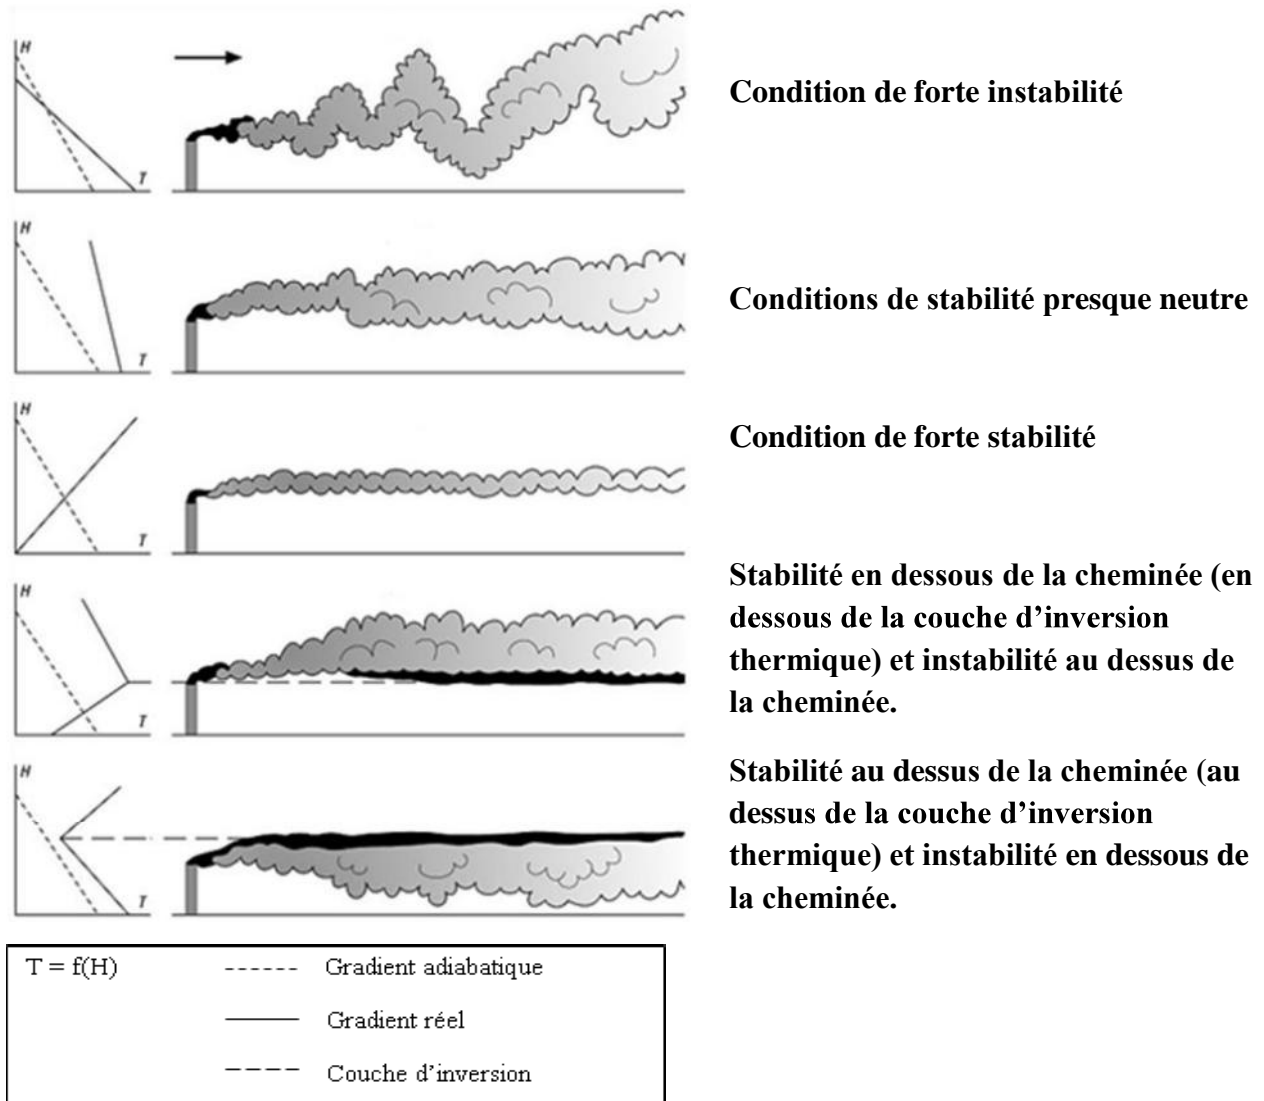 H
T
Condition de forte instabilité
H
T
Conditions de stabilité presque neutre
H
T
Condition de forte stabilité
H
T
Stabilité en dessous de la cheminée (en
dessous de la couche d’inversion
thermique) et instabilité au dessus de
la cheminée.
H
T
Stabilité au dessus de la cheminée (au
dessus de la couche d’inversion
thermique) et instabilité en dessous de
la cheminée.
T = f(H)
Gradient adiabatique
Gradient réel
Couche d’inversion